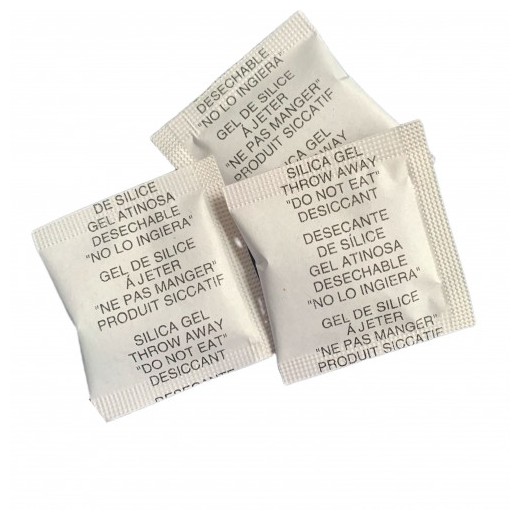 DESECHABLE
"NO LO INGIERA"
GEL DE SILICE
Á JETER
"NE PAS MANGER"
PRODUIT SICCATIF
DE SILICE
GEL ATINOSA
DESECHABLE
"NO LO INGIERA"
GEL DE SILICE
Á JETER
"NE PAS MANGER"
PRODUIT SICCATIF
SILICA GEL
THROW AWAY
"DO NOT EAT"
DESICCANT
DESECANTE
SILICA GEL
THROW AWAY
"DO NOT EAT"
DESICCANT
DESECANTE
DE SÍLICE
GEL ATINOSA
DESECHABLE
"NO LO INGIERA"
GEL DE SILICE
Á JETER
"NE PAS MANGER"
PRODUIT SICCATIF